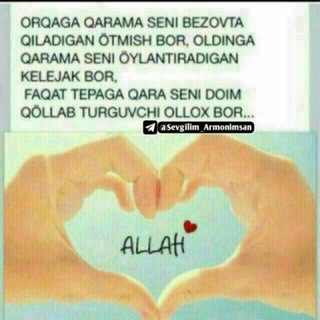 ORQAGA QARAMA SENI BEZOVTA
QILADIGAN ÖTMISH BOR, OLDINGA
QARAMA SENI ÖYLANTIRADIGAN
KELEJAK BOR,
FAQAT TEPAGA QARA SENI DOIM
QÖLLAB TURGUVCHI OLLOX BOR...
@Sevgilim_Armonimsan
ALLAH